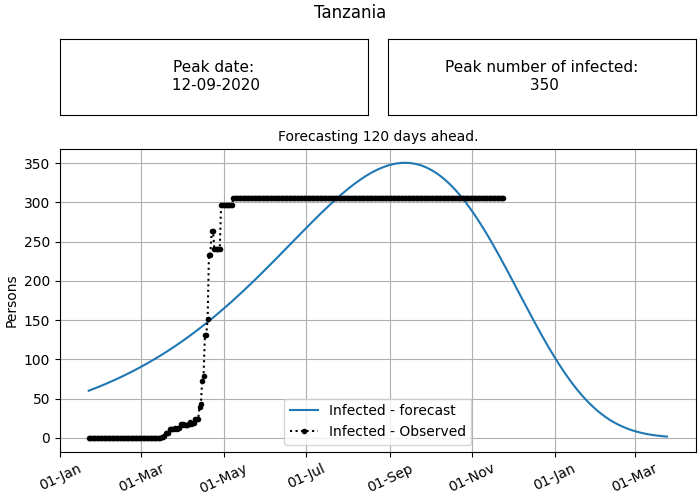 Tanzania
Peak date:
12-09-2020
Peak number of infected:
350
Forecasting 120 days ahead.
350
300
250
200
150
100
50
0
Persons
Infected - forecast
Infected - Observed
01-Jan
01-Mar
01-May
01-Jul
01-Sep
01-Nov
01-Jan
01-Mar